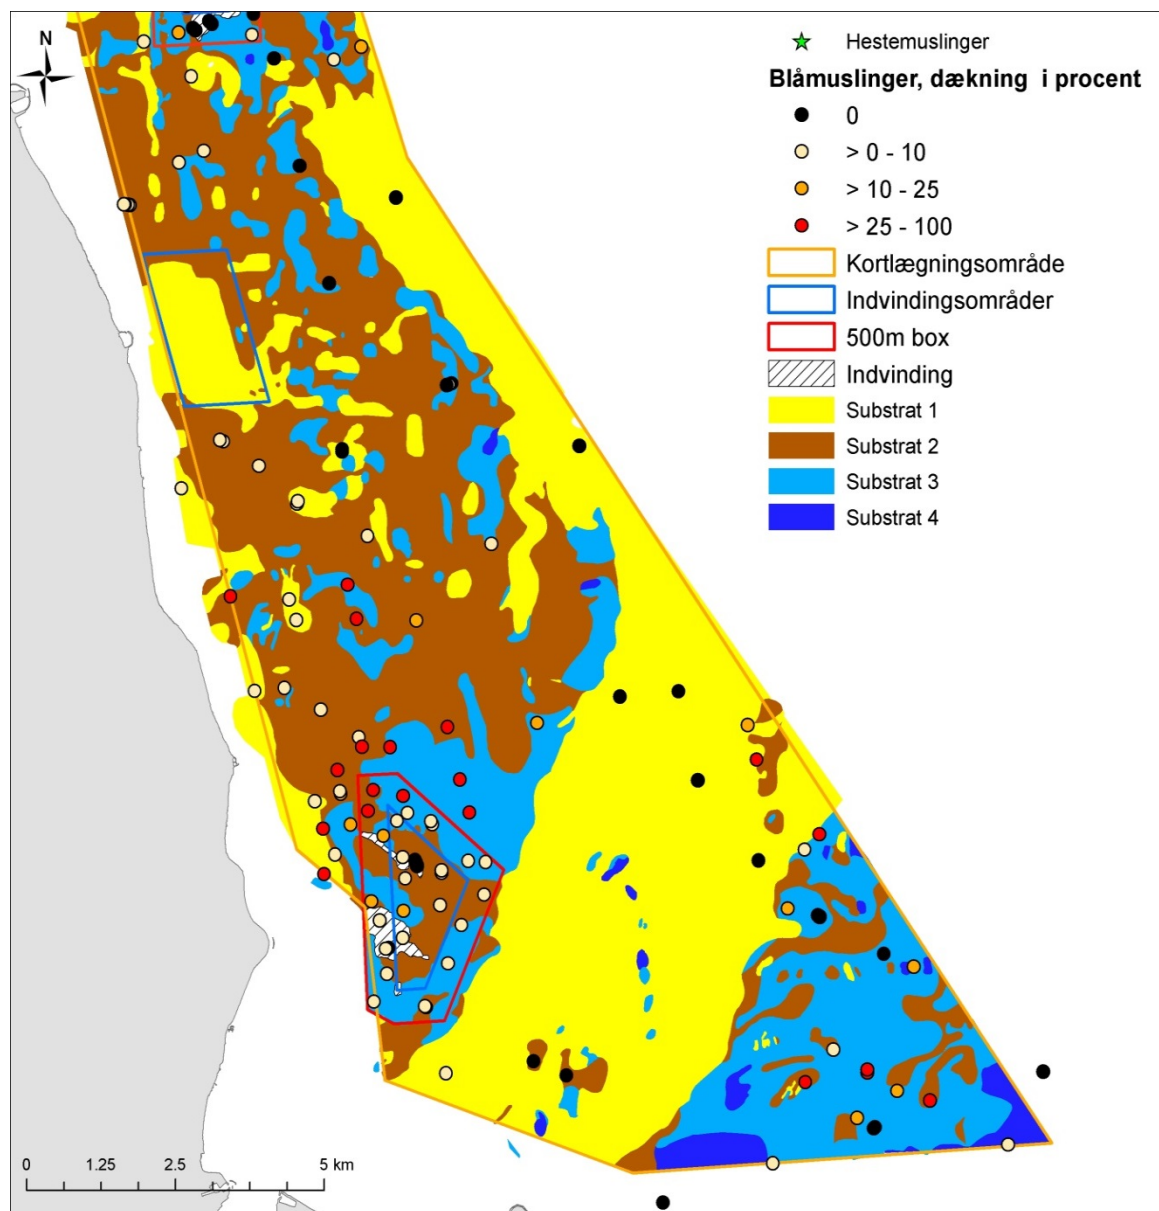 N
Hestemuslinger
Blåmuslinger, dækning i procent
0
> 0 - 10
> 10 - 25
> 25 - 100
Kortlægningsområde
Indvindingsområder
500m box
Indvinding
Substrat 1
Substrat 2
Substrat 3
Substrat 4
0 1.25 2.5 5 km